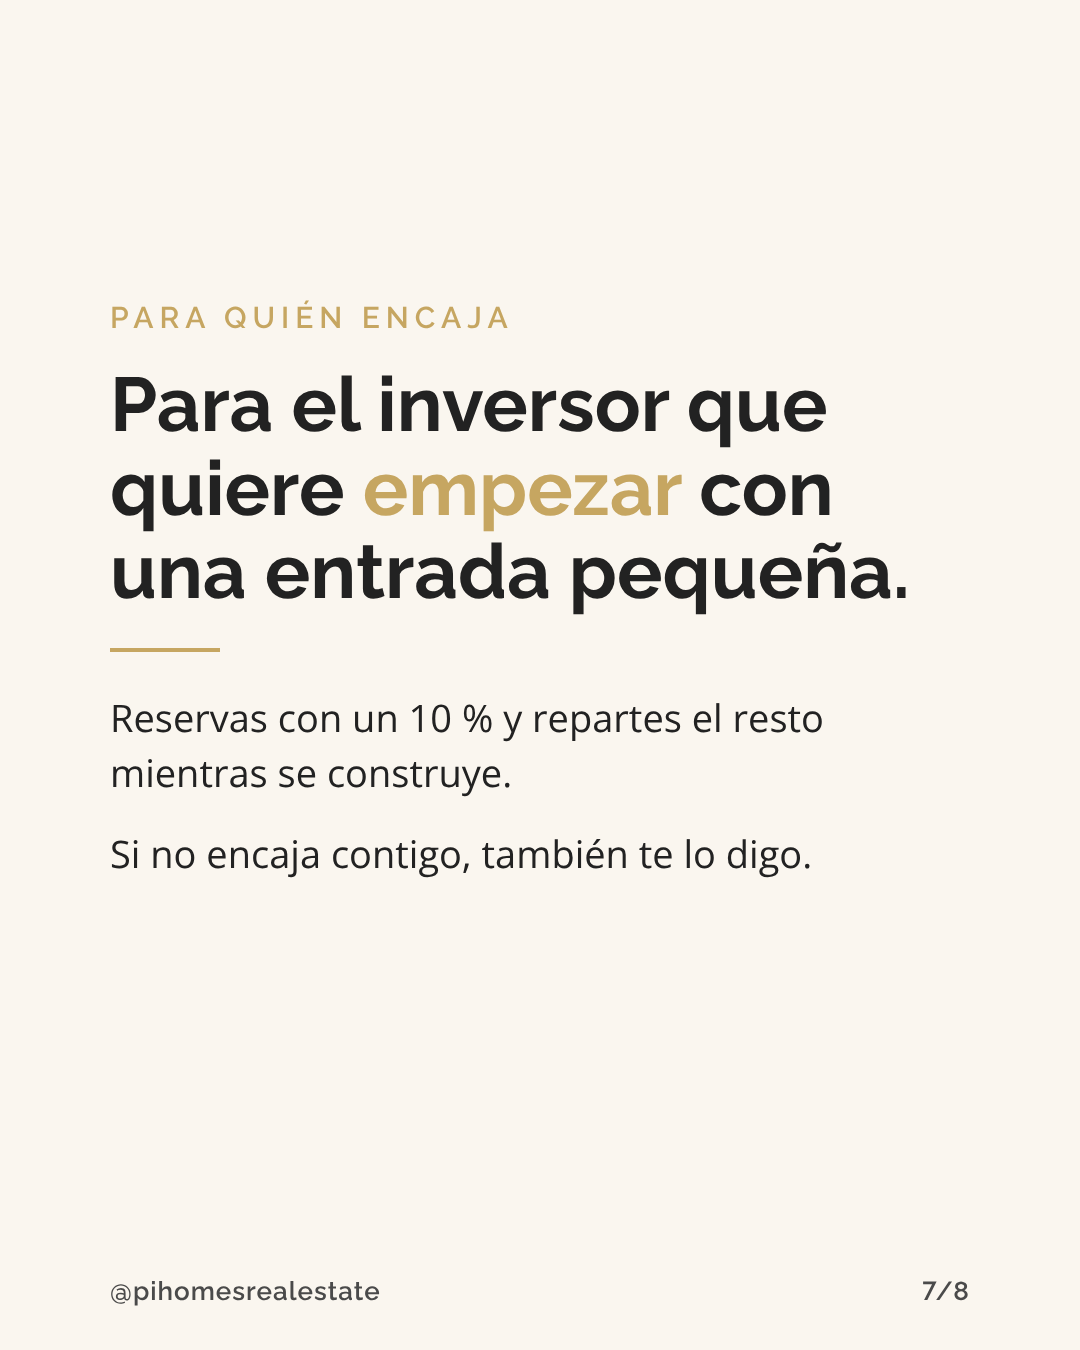 PARA QUIÉN ENCAJA
Para el inversor que
quiere empezar con
una entrada pequeña.
Reservas con un 10 % y repartes el resto
mientras se construye.
Si no encaja contigo, también te lo digo.
@pihomesrealestate
7/8